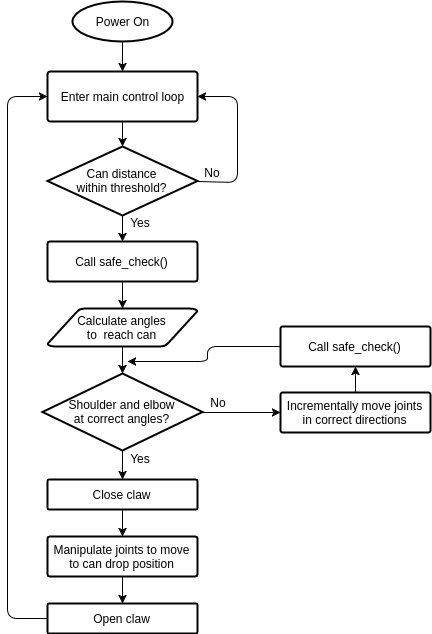 Power On
Enter main control loop
Can distance
within threshold?
No
Yes
Call safe_check()
Calculate angles
to reach can
Call safe_check()
Shoulder and elbow
at correct angles?
No
Incrementally move joints
in correct directions
Yes
Close claw
Manipulate joints to move
to can drop position
Open claw